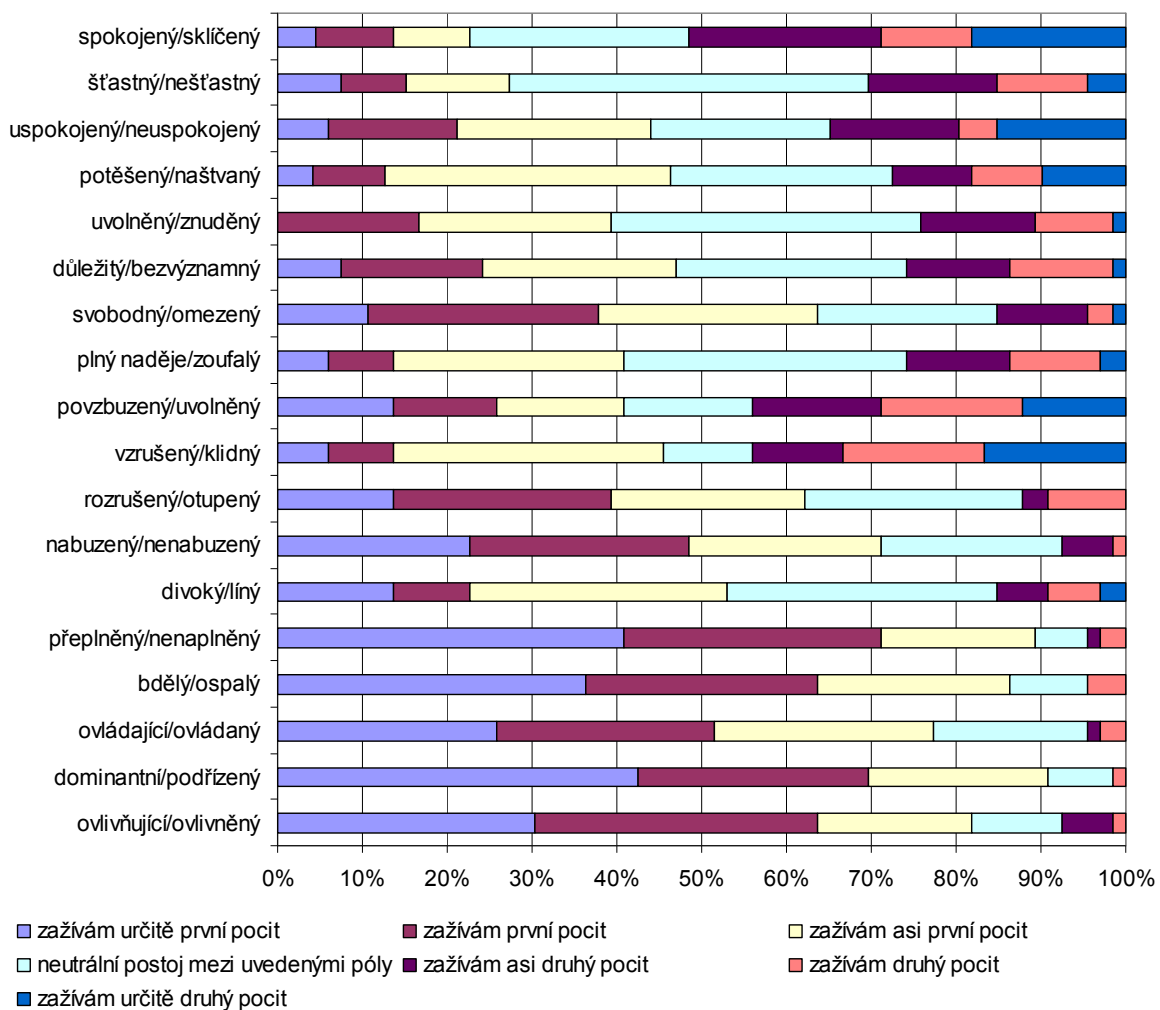 spokojený/sklíčený
šťastný/nešťastný
uspokojený/neuspokojený
potěšený/naštvaný
uvolněný/znuděný
důležitý/bezvýznamný
svobodný/omezený
plný naděje/zoufalý
povzbuzený/uvolněný
vzrušený/klidný
rozrušený/otupený
nabuzený/nenabuzený
divoký/líný
přeplněný/nenaplněný
bdělý/ospalý
ovládající/ovládaný
dominantní/podřízený
ovlivňující/ovlivněný
0% 10% 20% 30% 40% 50% 60% 70% 80% 90% 100%
zažívám určitě první pocit zažívám první pocit zažívám asi první pocit
neutrální postoj mezi uvedenými póly zažívám asi druhý pocit zažívám druhý pocit
zažívám určitě druhý pocit